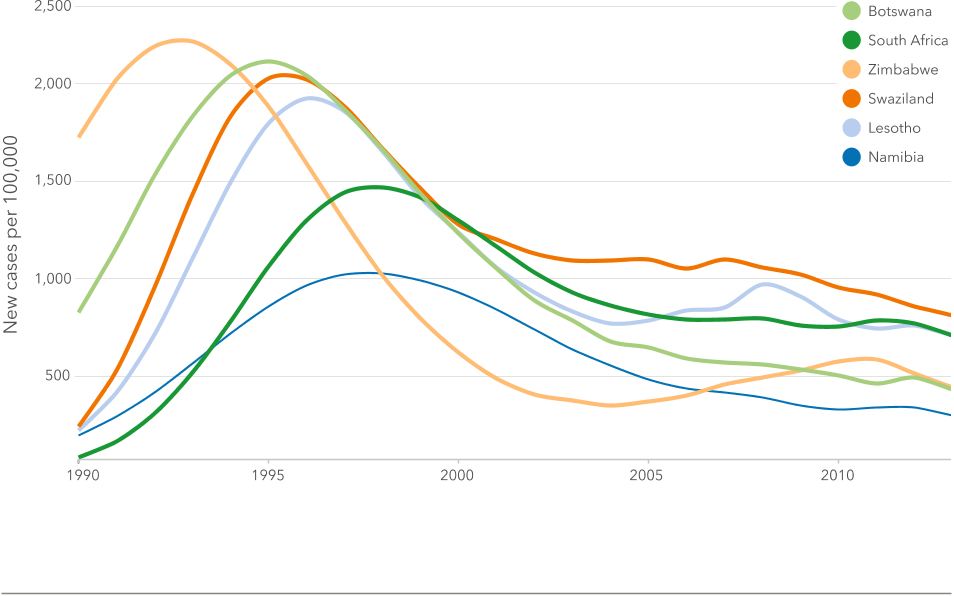 2,500
2,000
1,500
1,000
500
New cases per 100,000
1990
1995
2000
2005
2010
Botswana
South Africa
Zimbabwe
Swaziland
Lesotho
Namibia